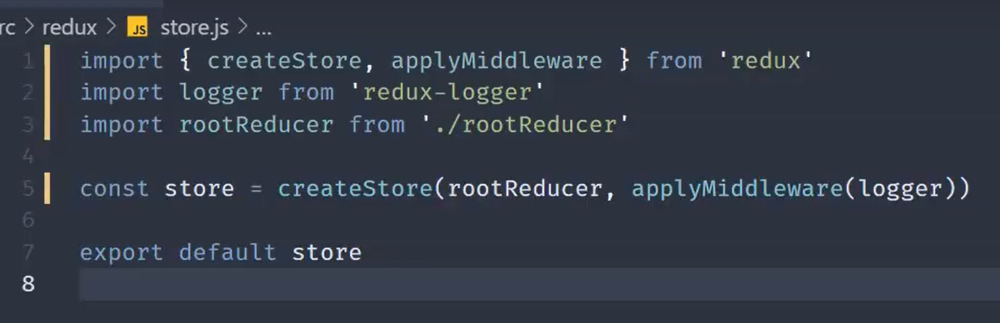 rc > redux > JS store.js > ...
1 import { createStore, applyMiddleware } from 'redux'
2 import logger from 'redux-logger'
3 import rootReducer from './rootReducer'
4
5 const store = createStore(rootReducer, applyMiddleware(logger))
6
7 export default store
8